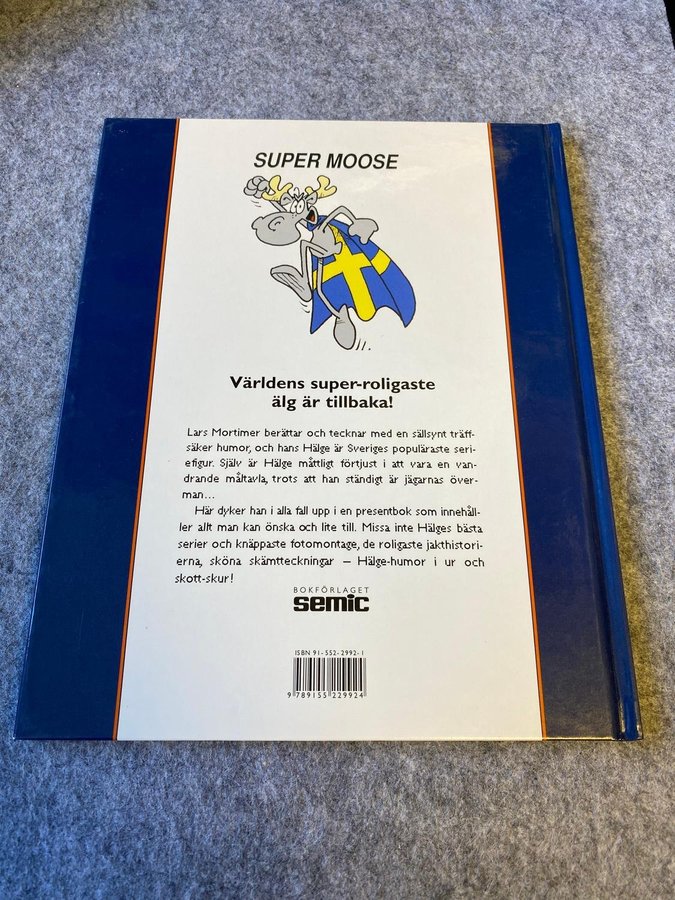 SUPER MOOSE
Världens super-roligaste
älg är tillbaka!
Lars Mortimer berättar och tecknar med en sällsynt träff-
säker humor, och hans Hälge är Sveriges populäraste seri-
efigur. Själv är Hälge måttligt förtjust i att vara en van-
drande måltavla, trots att han ständigt är jägarnas över-
man...
Här dyker han i alla fall upp i en presentbok som innehåll-
ler allt man kan önska och lite till. Missa inte Hälges bästa
serier och knäppaste fotomontage, de roligaste jakthistori-
erna, sköna skämtteckningar – Hälge-humor i ur och
skott-skur!
BOKFÖRLAGET
semic
ISBN 91-552-2992-1
9 789155 229924